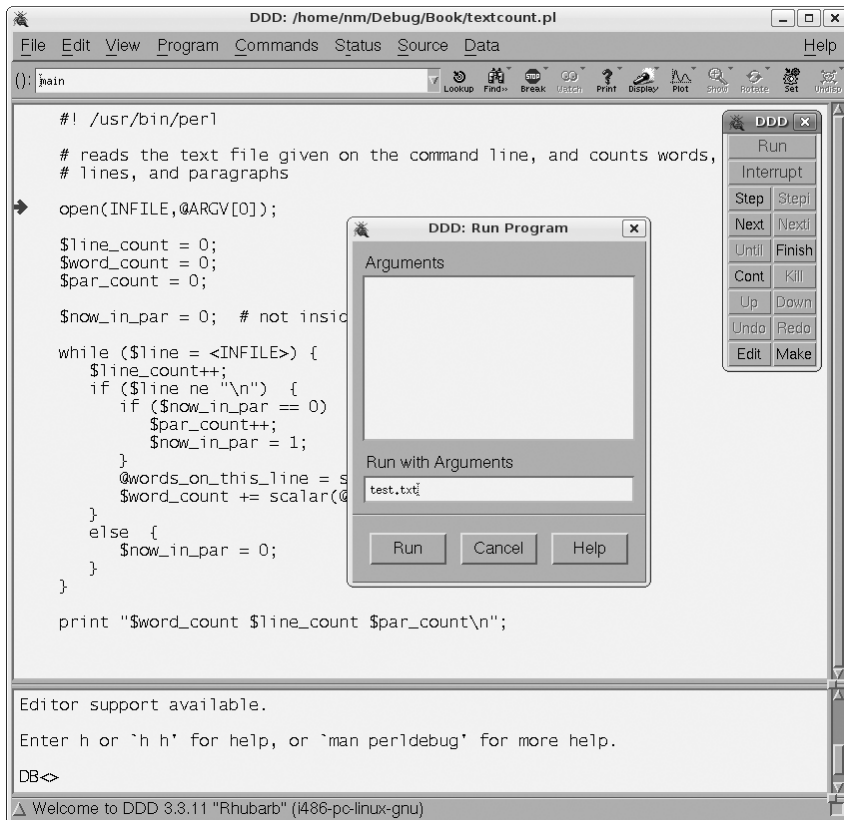 DDD: /home/nm/Debug/Book/textcount.pl
File Edit View Program Commands Status Source Data Help
(): main
Lookup Find» Break Watch Print Display Plot Show Rotate Set Undisp
#! /usr/bin/perl
# reads the text file given on the command line, and counts words,
# lines, and paragraphs
open(INFILE,@ARGV[0]);
$line_count = 0;
$word_count = 0;
$par_count = 0;
$now_in_par = 0;  # not insid
while ($line = <INFILE>) {
$line_count++;
if ($line ne "\n")  {
if ($now_in_par == 0)
$par_count++;
$now_in_par = 1;
}
@words_on_this_line = s
$word_count += scalar(@
}
else  {
$now_in_par = 0;
}
}
print "$word_count $line_count $par_count\n";
DDD
Run
Interrupt
Step Stepi
Next Nexti
Until Finish
Cont Kill
Up Down
Undo Redo
Edit Make
DDD: Run Program
Arguments
Run with Arguments
test.txt
Run Cancel Help
Editor support available.
Enter h or `h h' for help, or `man perldebug' for more help.
DB<>
Welcome to DDD 3.3.11 "Rhubarb" (i486-pc-linux-gnu)